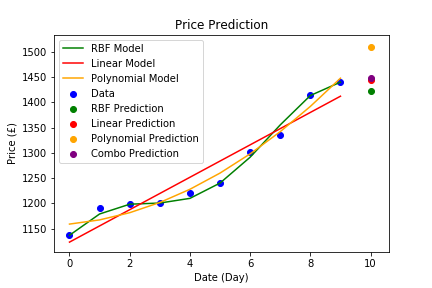 Price Prediction
1500
1450
1400
1350
1300
1250
1200
1150
Price (£)
RBF Model
Linear Model
Polynomial Model
Data
RBF Prediction
Linear Prediction
Polynomial Prediction
Combo Prediction
0 2 4 6 8 10
Date (Day)